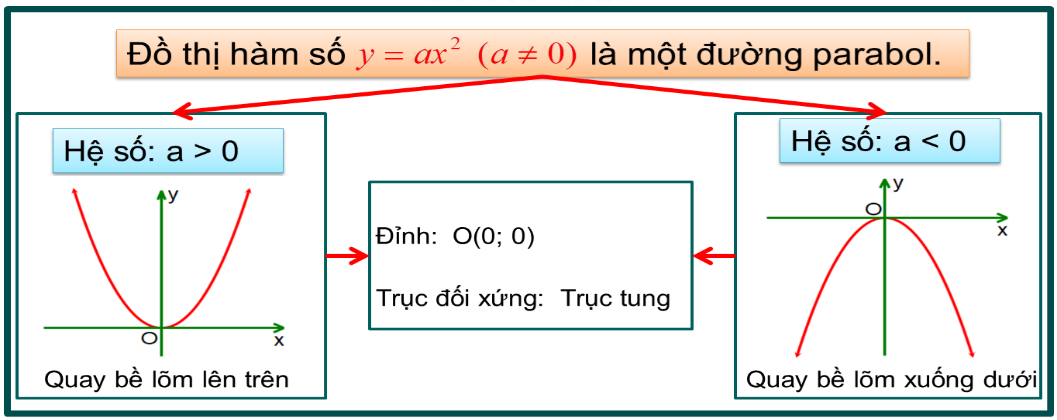 Đồ thị hàm số y = ax² (a ≠ 0) là một đường parabol.
Hệ số: a > 0
y
O
x
Quay bề lõm lên trên
Đỉnh: O(0; 0)
Trục đối xứng: Trục tung
Hệ số: a < 0
y
O
x
Quay bề lõm xuống dưới